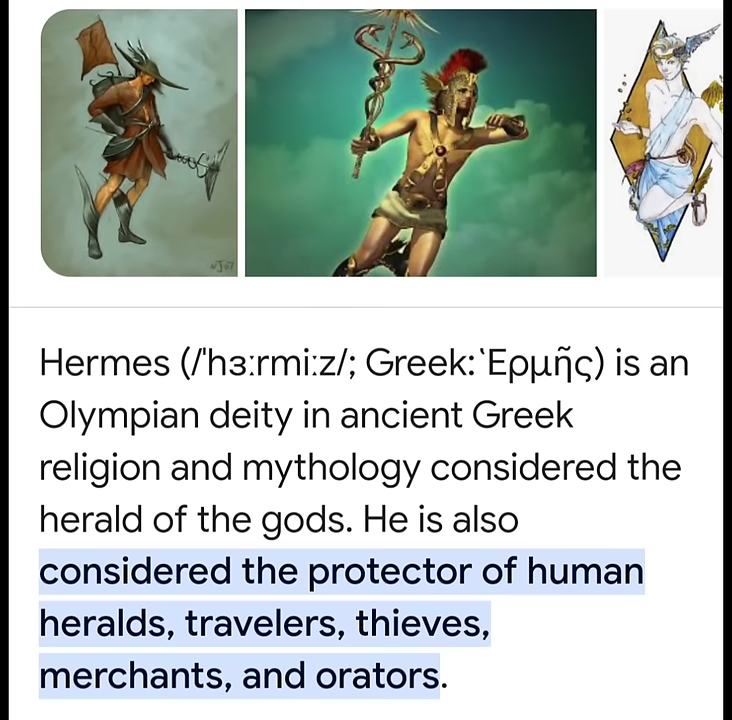 Hermes (/ˈhɜːrmiːz/; Greek: Ἑρμῆς) is an
Olympian deity in ancient Greek
religion and mythology considered the
herald of the gods. He is also
considered the protector of human
heralds, travelers, thieves,
merchants, and orators.